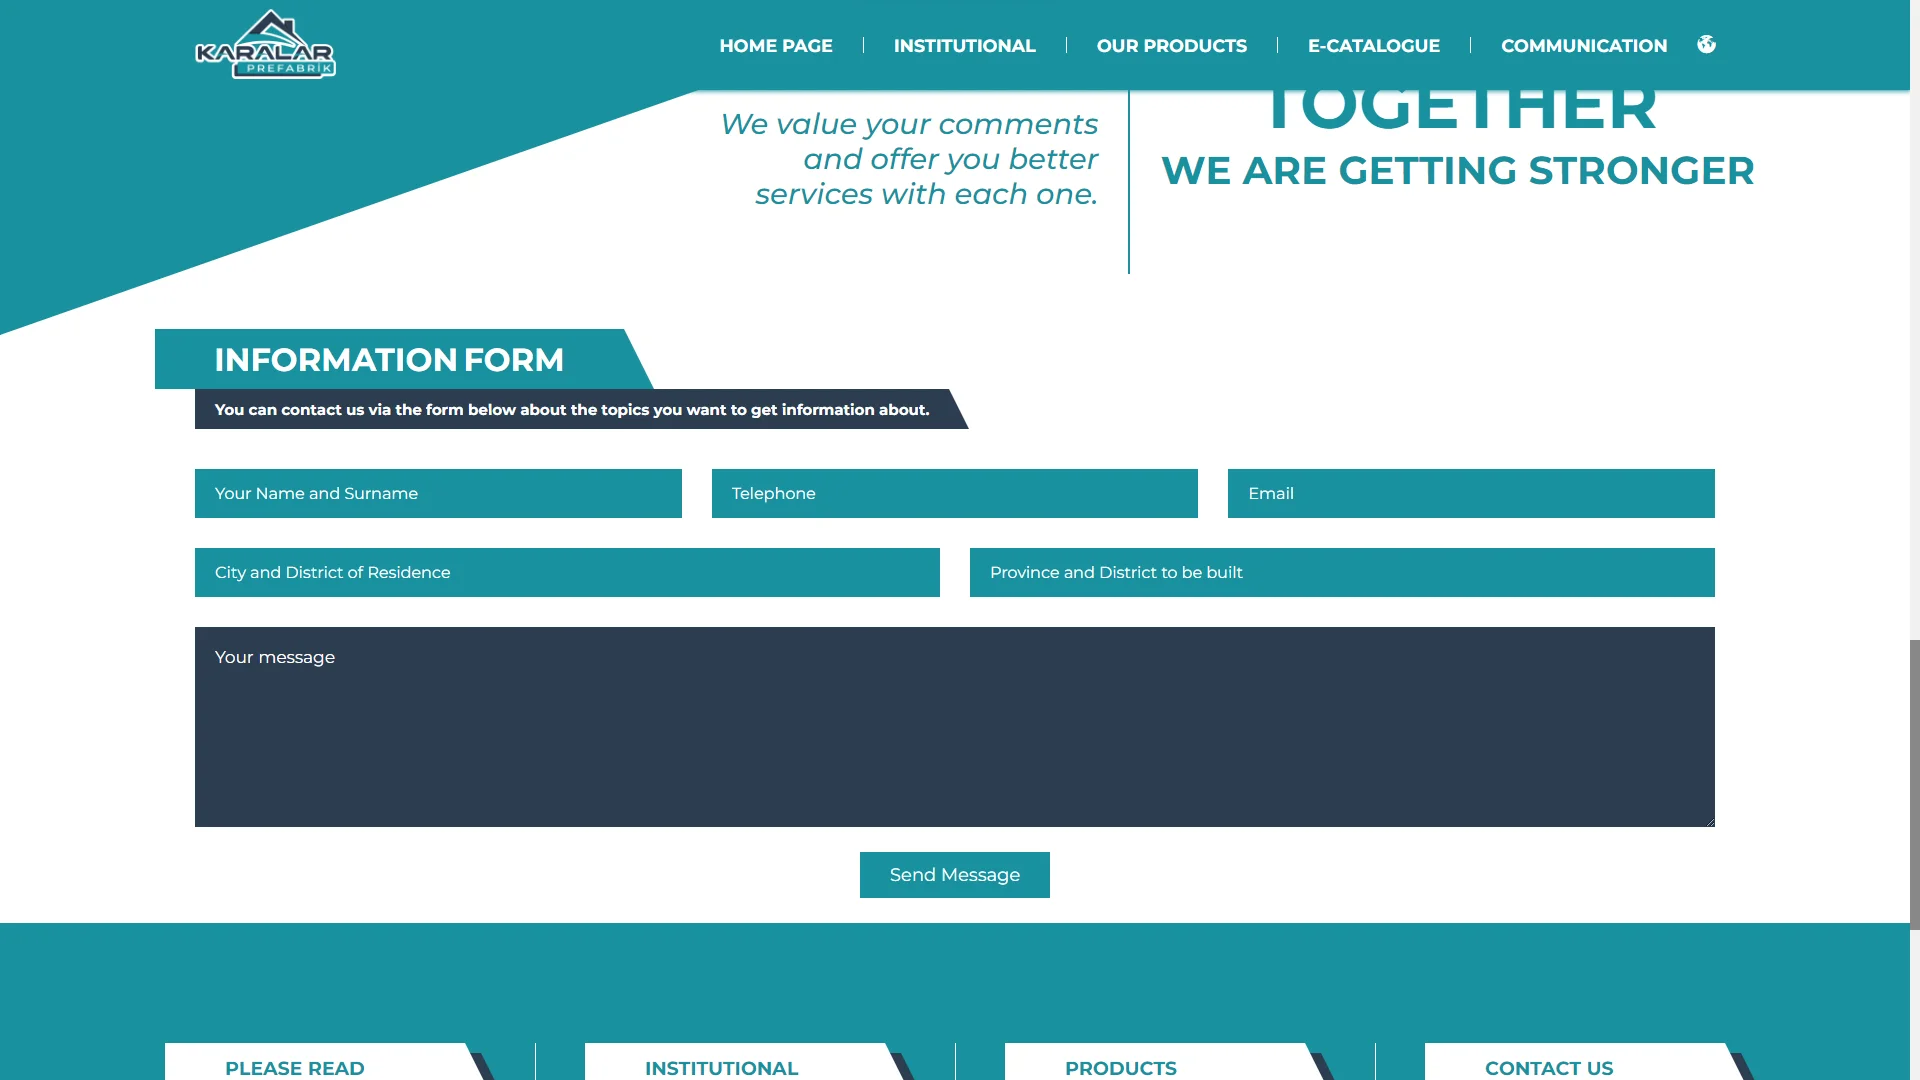 KARALAR
PREFABRİK
HOME PAGE
INSTITUTIONAL
OUR PRODUCTS
E-CATALOGUE
COMMUNICATION
We value your comments
and offer you better
services with each one.
TOGETHER
WE ARE GETTING STRONGER
INFORMATION FORM
You can contact us via the form below about the topics you want to get information about.
Your Name and Surname
Telephone
Email
City and District of Residence
Province and District to be built
Your message
Send Message
PLEASE READ
INSTITUTIONAL
PRODUCTS
CONTACT US